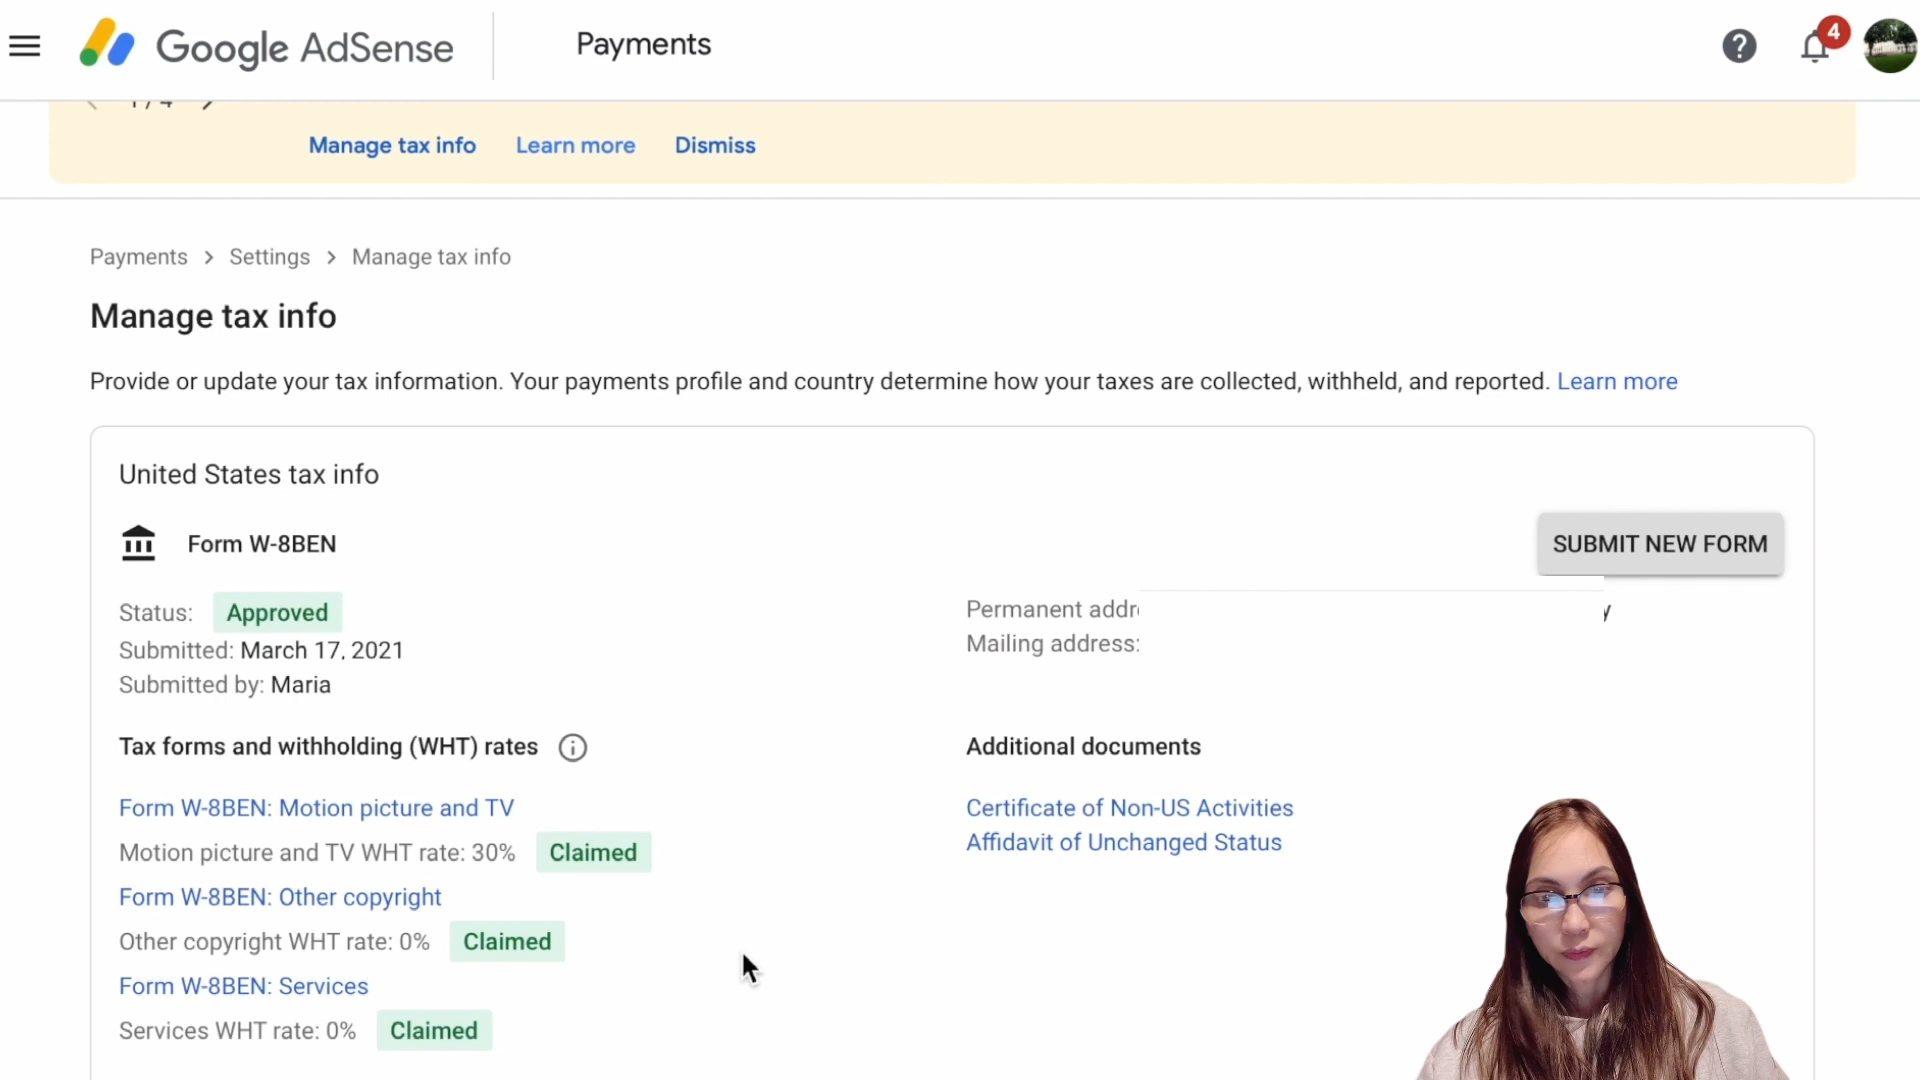 Google AdSense
Payments
4
1 / 4
Manage tax info Learn more Dismiss
Payments > Settings > Manage tax info
Manage tax info
Provide or update your tax information. Your payments profile and country determine how your taxes are collected, withheld, and reported. Learn more
United States tax info
Form W-8BEN
SUBMIT NEW FORM
Status: Approved
Submitted: March 17, 2021
Submitted by: Maria
Permanent addr
y
Mailing address:
Tax forms and withholding (WHT) rates
Form W-8BEN: Motion picture and TV
Motion picture and TV WHT rate: 30% Claimed
Form W-8BEN: Other copyright
Other copyright WHT rate: 0% Claimed
Form W-8BEN: Services
Services WHT rate: 0% Claimed
Additional documents
Certificate of Non-US Activities
Affidavit of Unchanged Status